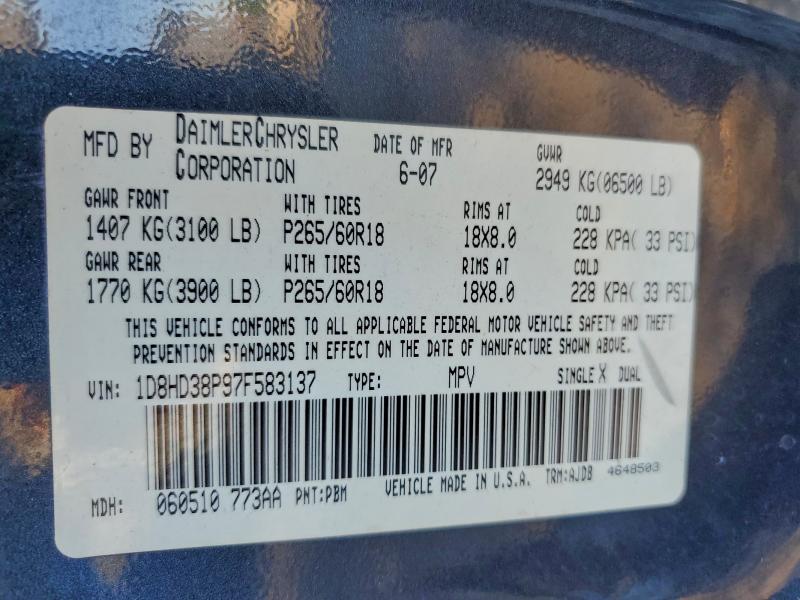 MFD BY DAIMLERCHRYSLER CORPORATION DATE OF MFR 6-07 GVWR 2949 KG(06500 LB)
GAWR FRONT WITH TIRES RIMS AT COLD
1407 KG(3100 LB) P265/60R18 18X8.0 228 KPA( 33 PSI)
GAWR REAR WITH TIRES RIMS AT COLD
1770 KG(3900 LB) P265/60R18 18X8.0 228 KPA( 33 PSI)
THIS VEHICLE CONFORMS TO ALL APPLICABLE FEDERAL MOTOR VEHICLE SAFETY AND THEFT
PREVENTION STANDARDS IN EFFECT ON THE DATE OF MANUFACTURE SHOWN ABOVE.
VIN: 1D8HD38P97F583137 TYPE: MPV SINGLE X DUAL
MDH: 060510 773AA PNT:PBM VEHICLE MADE IN U.S.A. TRM:AJDB 4648503